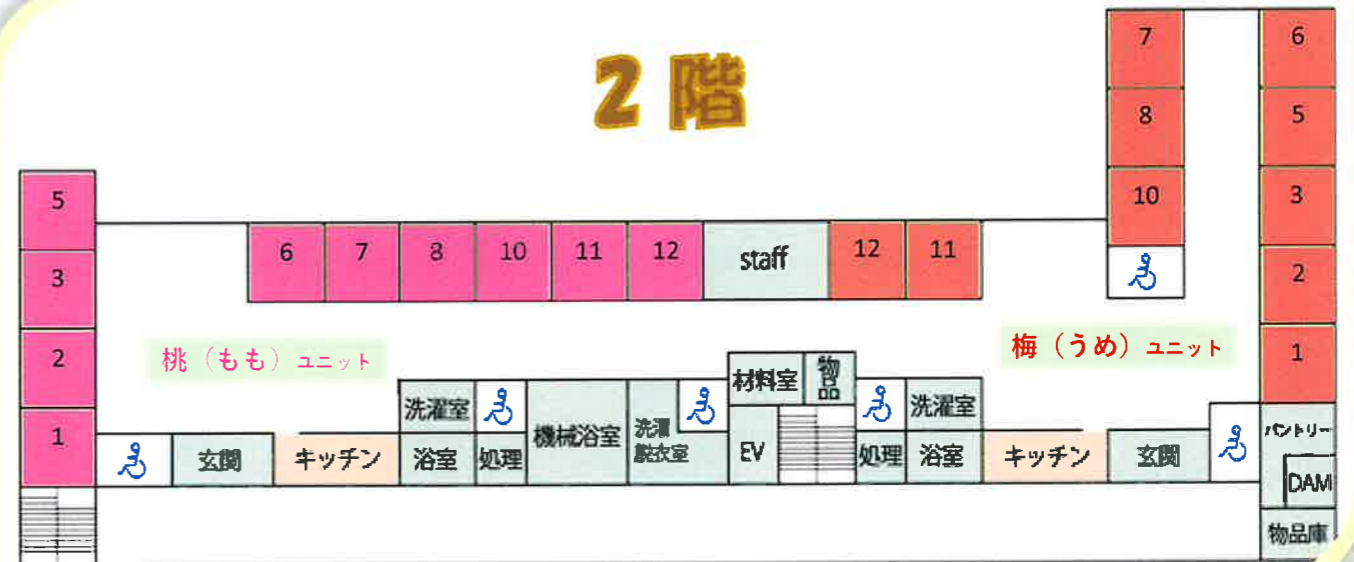 2 階
7
6
8
5
5
10
3
6
7
8
10
11
12
staff
12
11
3
2
桃（もも）ユニット
梅（うめ）ユニット
2
1
材料室
物品
洗濯室
洗濯室
1
玄関
キッチン
浴室
処理
機械浴室
洗濯
脱衣室
EV
処理
浴室
キッチン
玄関
パントリー
DAM
物品庫